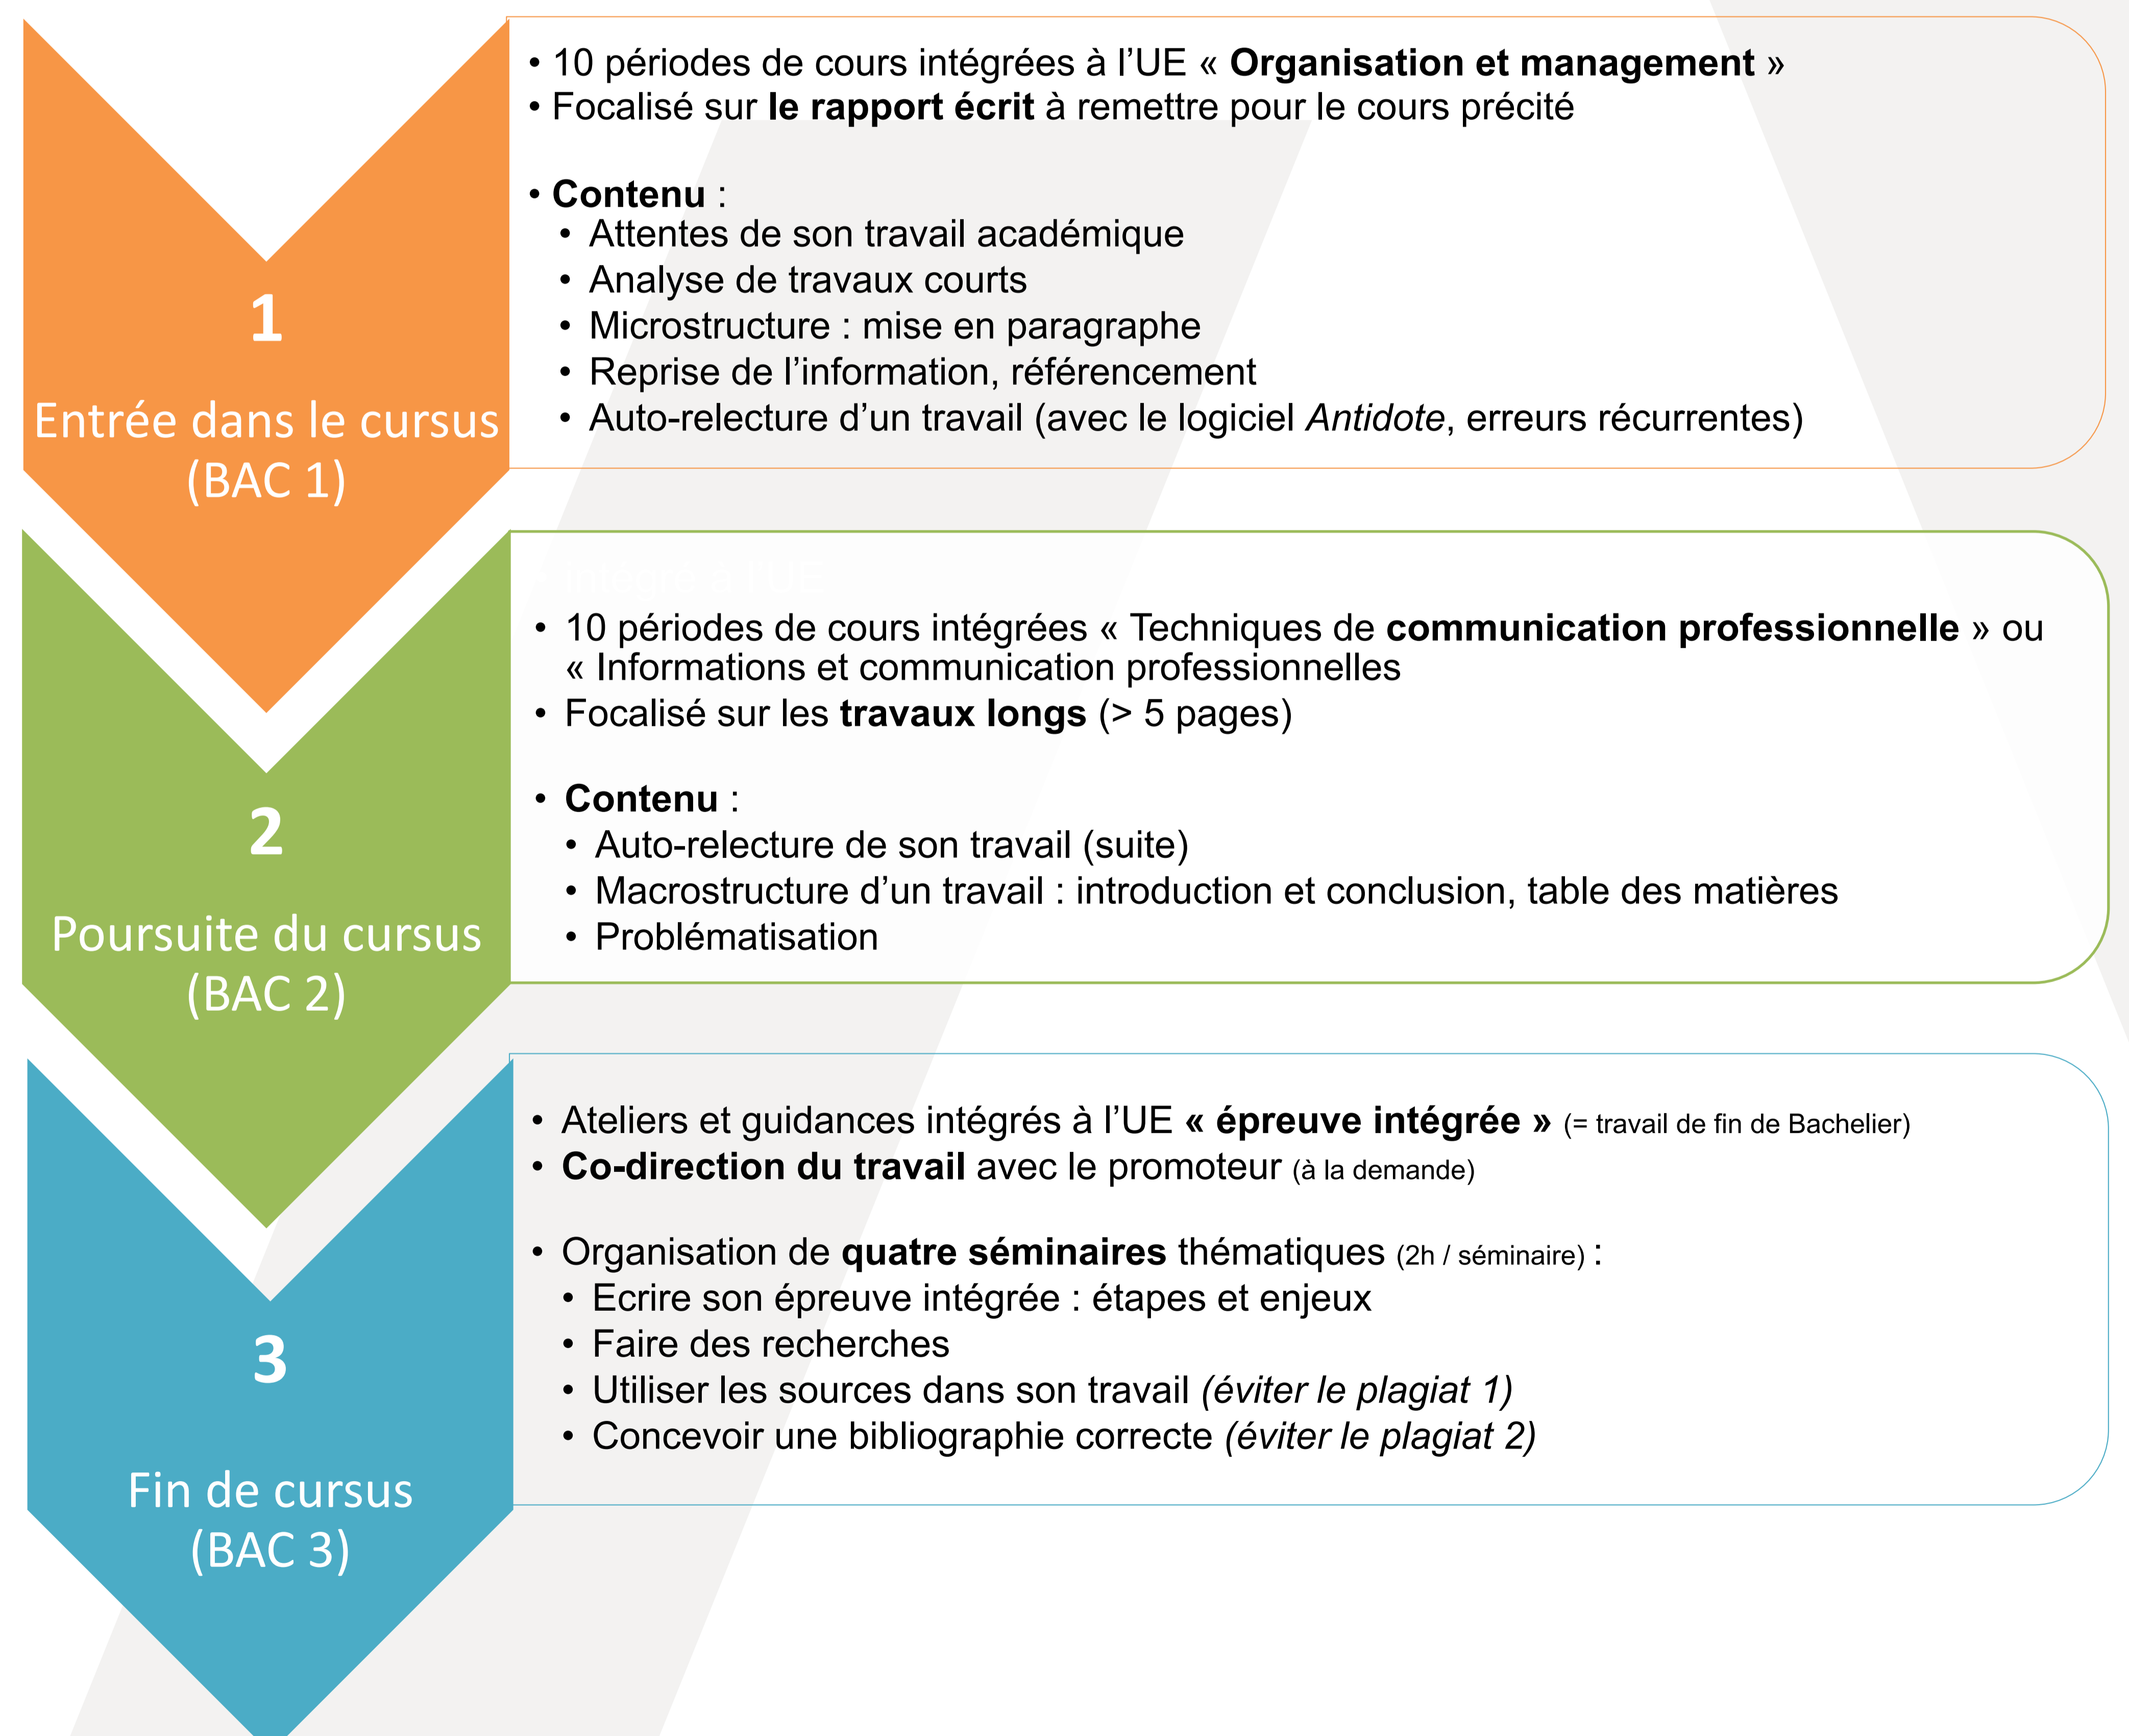 1
Entrée dans le cursus
(BAC 1)
• 10 périodes de cours intégrées à l’UE « Organisation et management »
• Focalisé sur le rapport écrit à remettre pour le cours précité
• Contenu :
• Attentes de son travail académique
• Analyse de travaux courts
• Microstructure : mise en paragraphe
• Reprise de l’information, référencement
• Auto-relecture d’un travail (avec le logiciel Antidote, erreurs récurrentes)
2
Poursuite du cursus
(BAC 2)
• Intégré à l’UE
• 10 périodes de cours intégrées « Techniques de communication professionnelle » ou
« Informations et communication professionnelles
• Focalisé sur les travaux longs (> 5 pages)
• Contenu :
• Auto-relecture de son travail (suite)
• Macrostructure d’un travail : introduction et conclusion, table des matières
• Problématisation
3
Fin de cursus
(BAC 3)
• Ateliers et guidances intégrés à l’UE « épreuve intégrée » (= travail de fin de Bachelier)
• Co-direction du travail avec le promoteur (à la demande)
• Organisation de quatre séminaires thématiques (2h / séminaire) :
• Ecrire son épreuve intégrée : étapes et enjeux
• Faire des recherches
• Utiliser les sources dans son travail (éviter le plagiat 1)
• Concevoir une bibliographie correcte (éviter le plagiat 2)